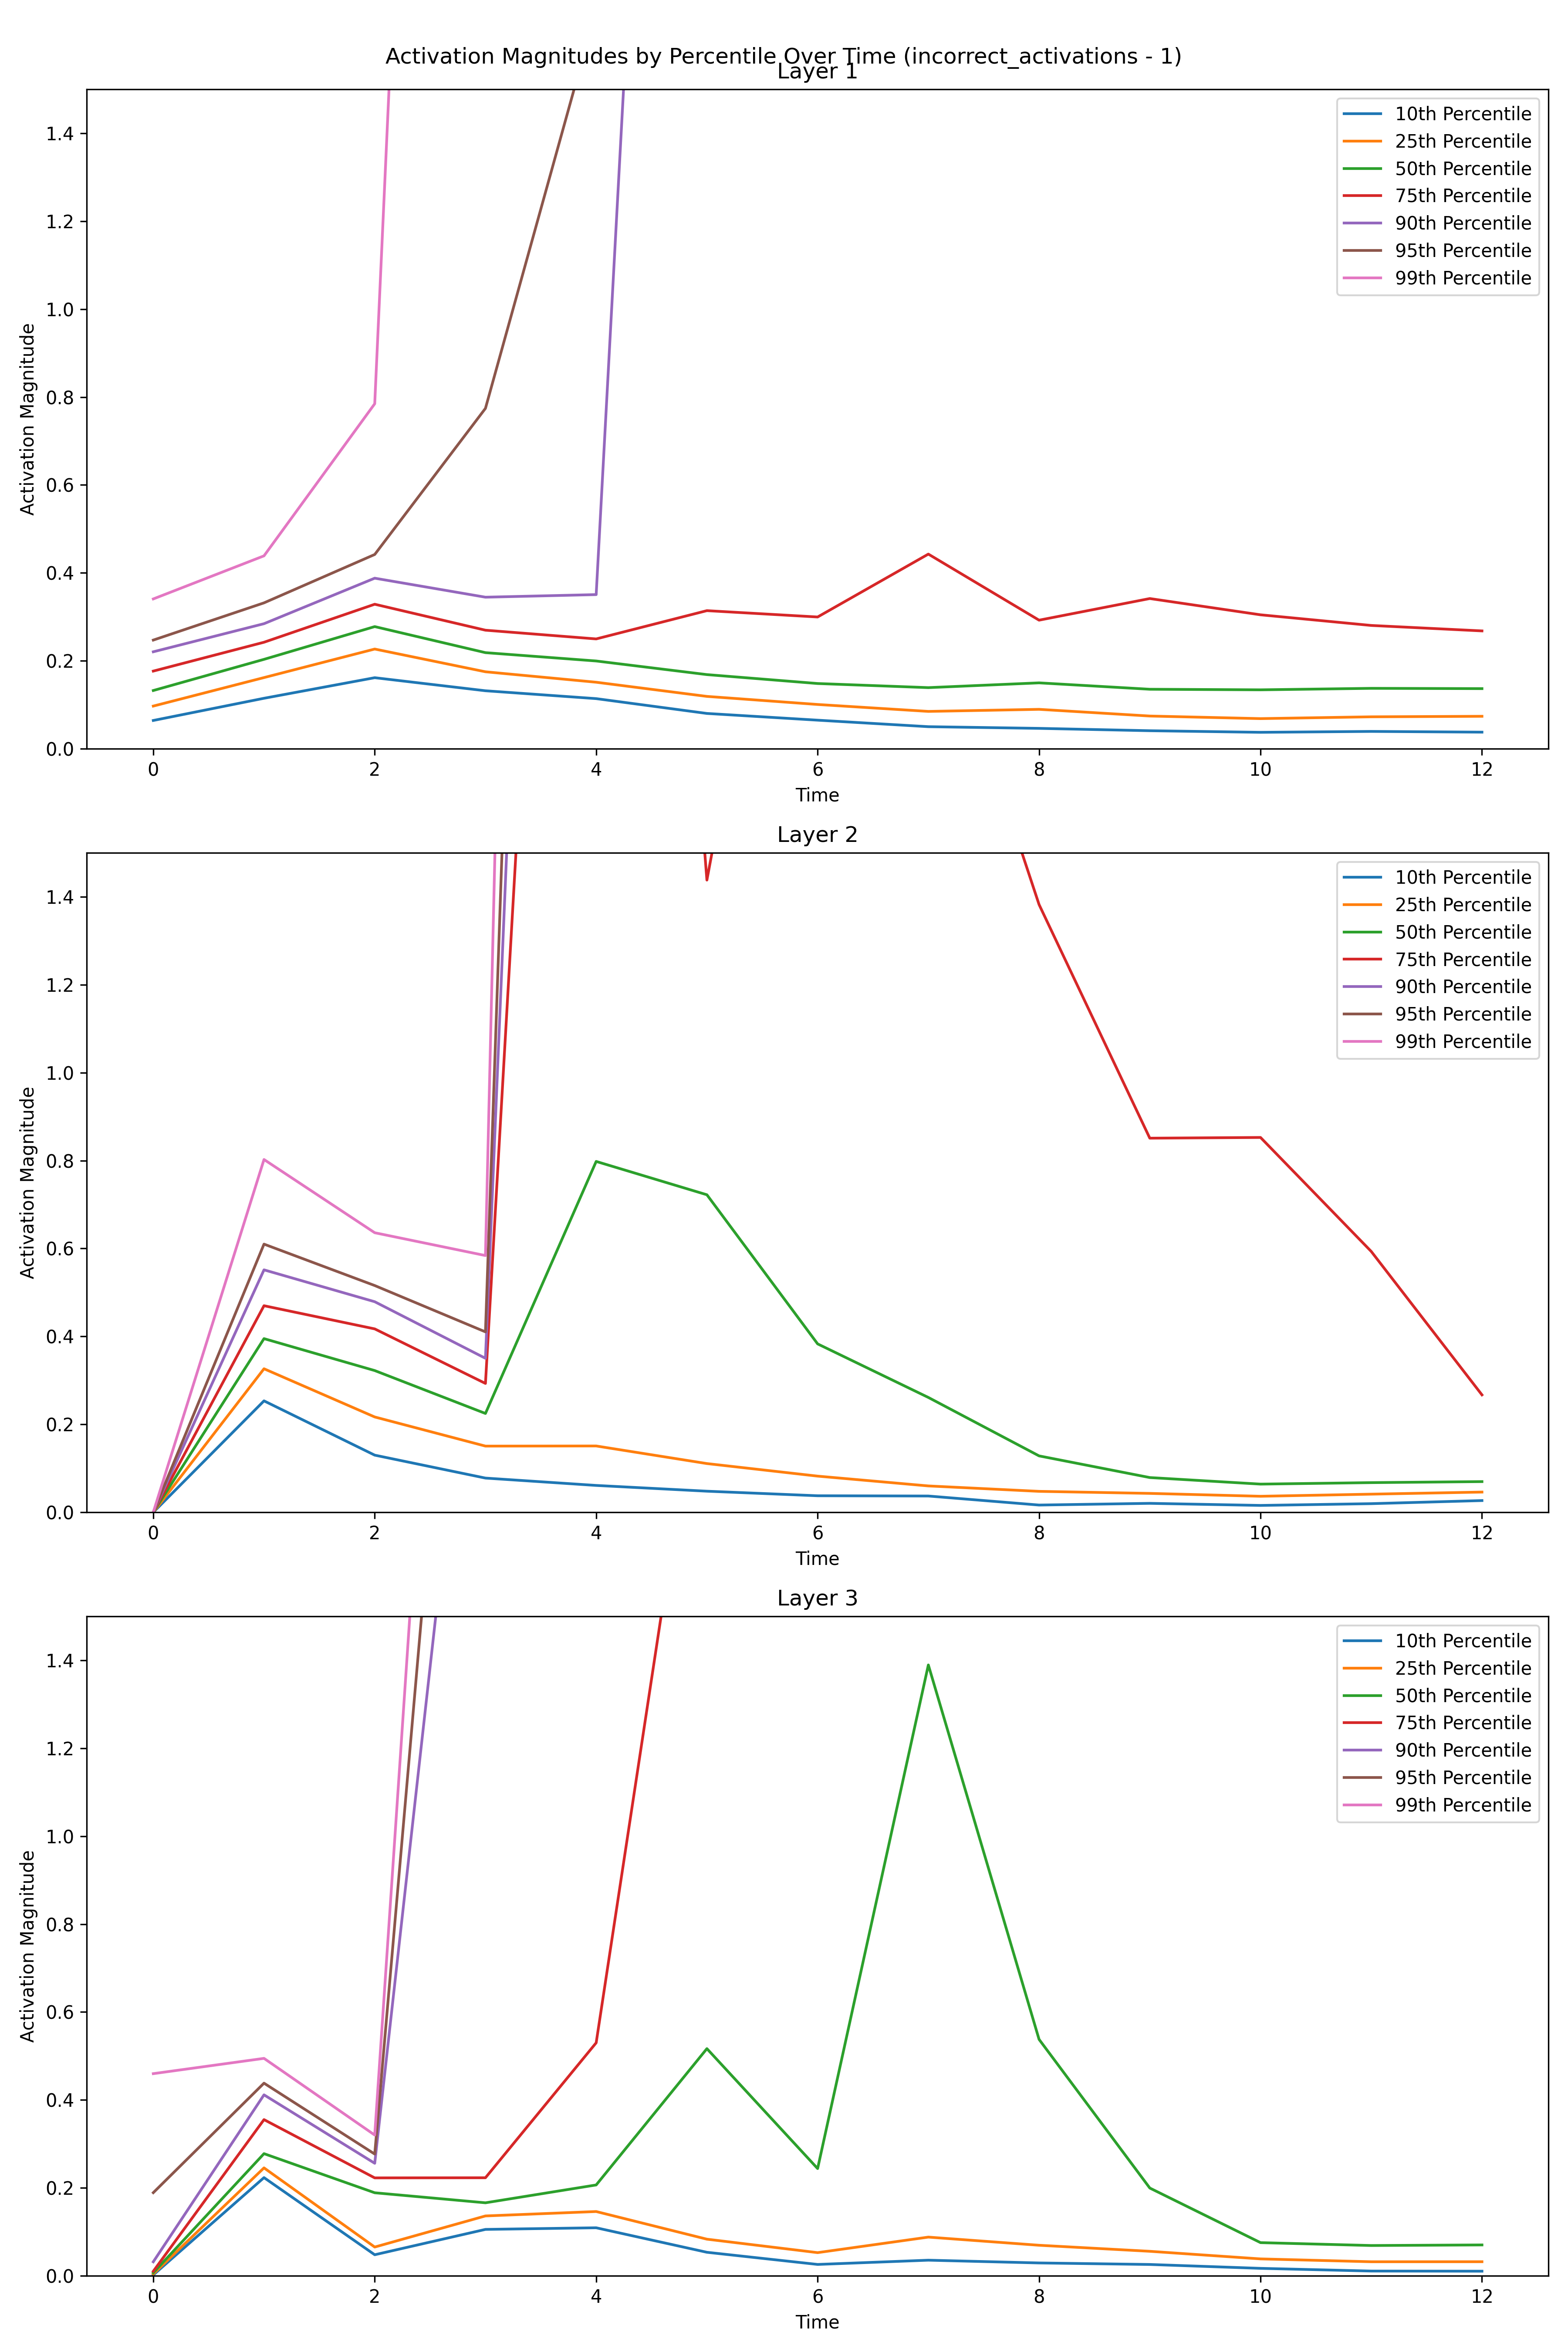 Activation Magnitudes by Percentile Over Time (incorrect_activations - 1)
Layer 1
Activation Magnitude
1.4
1.2
1.0
0.8
0.6
0.4
0.2
0.0
10th Percentile
25th Percentile
50th Percentile
75th Percentile
90th Percentile
95th Percentile
99th Percentile
0 2 4 6 8 10 12
Time
Layer 2
Activation Magnitude
1.4
1.2
1.0
0.8
0.6
0.4
0.2
0.0
10th Percentile
25th Percentile
50th Percentile
75th Percentile
90th Percentile
95th Percentile
99th Percentile
0 2 4 6 8 10 12
Time
Layer 3
Activation Magnitude
1.4
1.2
1.0
0.8
0.6
0.4
0.2
0.0
10th Percentile
25th Percentile
50th Percentile
75th Percentile
90th Percentile
95th Percentile
99th Percentile
0 2 4 6 8 10 12
Time